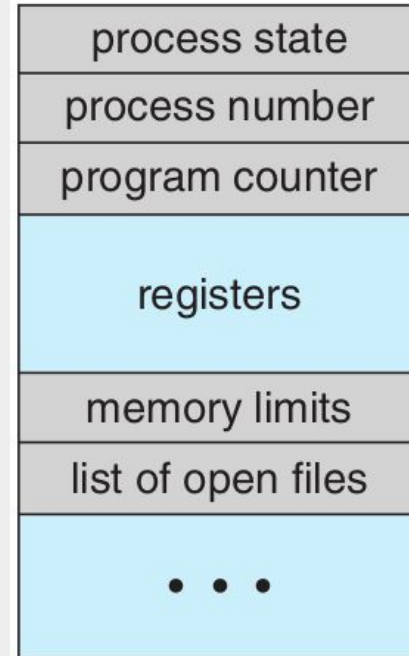 process state
process number
program counter
registers
memory limits
list of open files
• • •